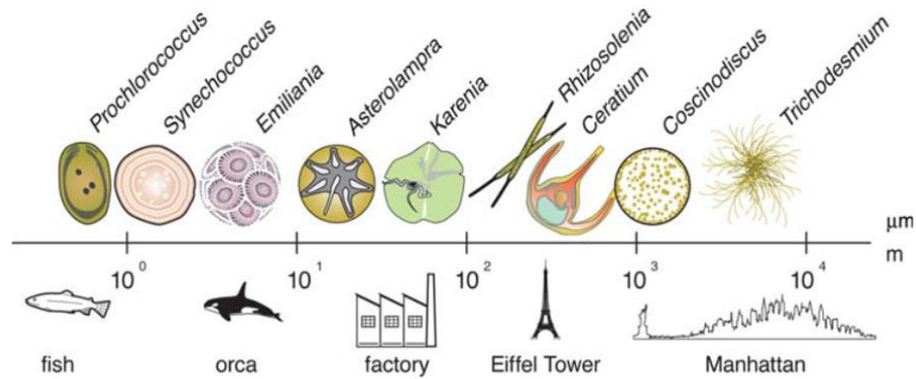 Prochlorococcus
Synechococcus
Emiliania
Asterolampra
Karenia
Rhizosolenia
Ceratium
Coscinodiscus
Trichodesmium
μm
m
10⁰ 10¹ 10² 10³ 10⁴
fish orca factory Eiffel Tower Manhattan